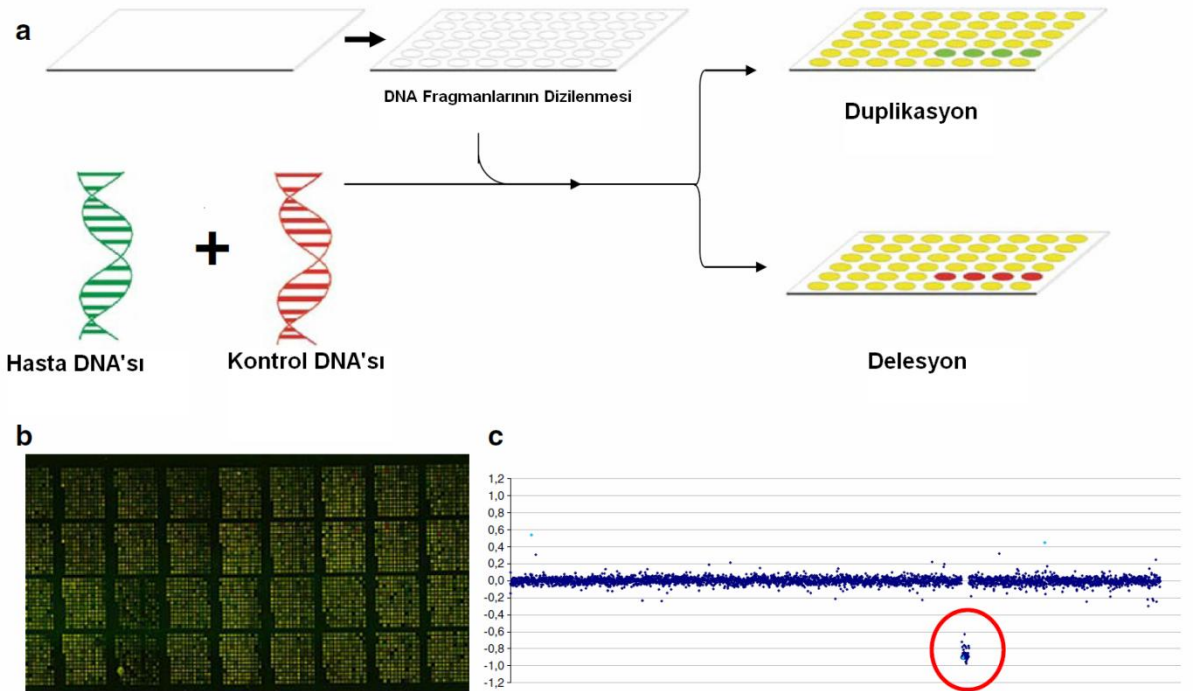 a
DNA Fragmanlarının Dizilenmesi
Duplikasyon
+
Hasta DNA'sı
Kontrol DNA'sı
Delesyon
b
c
1,2
1,0
0,8
0,6
0,4
0,2
0,0
-0,2
-0,4
-0,6
-0,8
-1,0
-1,2